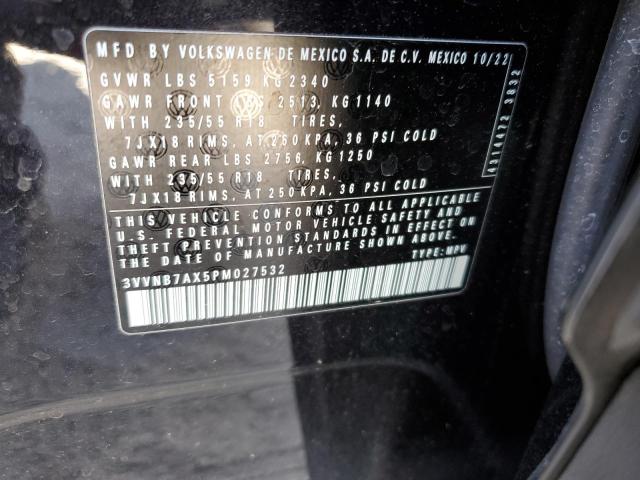 MFD BY VOLKSWAGEN DE MEXICO S.A. DE C.V. MEXICO 10/22
GVWR LBS 5159 KG 2340
GAWR FRONT LBS 2513, KG 1140
WITH 235/55 R18 TIRES,
7JX18 RIMS, AT 250 KPA, 36 PSI COLD
GAWR REAR LBS 2756, KG 1250
WITH 235/55 R18 TIRES,
7JX18 RIMS, AT 250 KPA, 36 PSI COLD
THIS VEHICLE CONFORMS TO ALL APPLICABLE
U.S. FEDERAL MOTOR VEHICLE SAFETY AND
THEFT PREVENTION STANDARDS IN EFFECT ON
THE DATE OF MANUFACTURE SHOWN ABOVE.
TYPE: MPV
3VVNB7AX5PM027532
3832